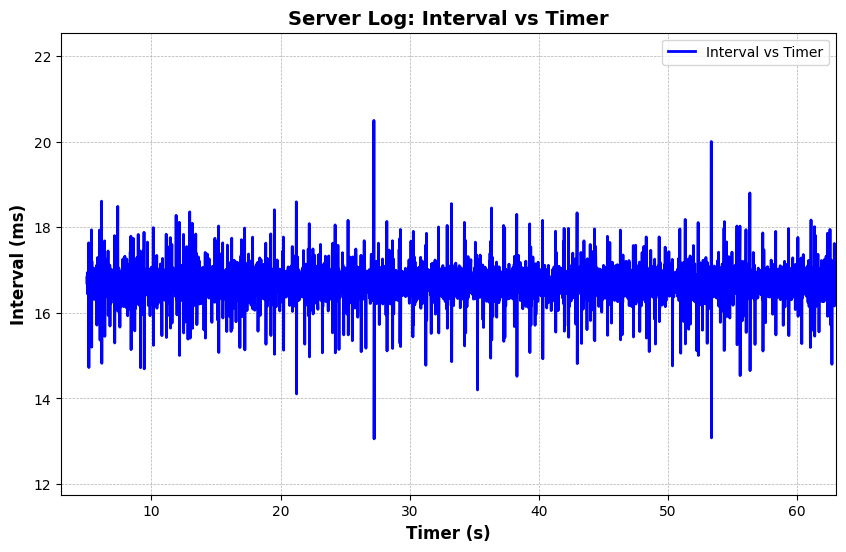 Server Log: Interval vs Timer
Interval vs Timer
22
20
18
16
14
12
Interval (ms)
10 20 30 40 50 60
Timer (s)